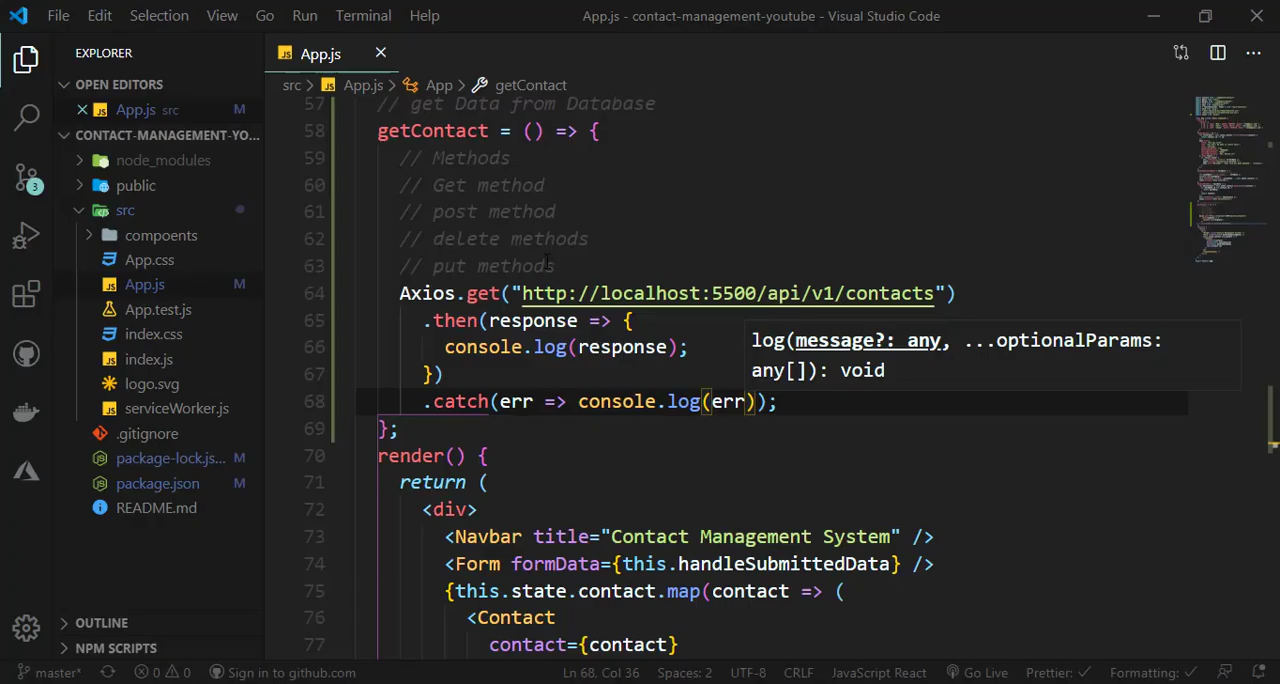 File Edit Selection View Go Run Terminal Help App.js - contact-management-youtube - Visual Studio Code
EXPLORER
OPEN EDITORS
App.js src M
CONTACT-MANAGEMENT-YO...
node_modules
public
src
compoents
App.css
App.js M
App.test.js
index.css
index.js
logo.svg
serviceWorker.js
.gitignore
package-lock.js... M
package.json M
README.md
OUTLINE
NPM SCRIPTS
3
App.js
src > App.js > App > getContact
57 // get Data from Database
58 getContact = () => {
59 // Methods
60 // Get method
61 // post method
62 // delete methods
63 // put methods
64 Axios.get("http://localhost:5500/api/v1/contacts")
65 .then(response => {
66 console.log(response);
67 })
68 .catch(err => console.log(err));
69 };
70 render() {
71 return (
72 <div>
73 <Navbar title="Contact Management System" />
74 <Form formData={this.handleSubmittedData} />
75 {this.state.contact.map(contact => (
76 <Contact
77 contact={contact}
log(message?: any, ...optionalParams:
any[]): void
master* 0 0 Sign in to github.com Ln 68, Col 36 Spaces: 2 UTF-8 CRLF JavaScript React Go Live Prettier: ✓ Formatting: ✓